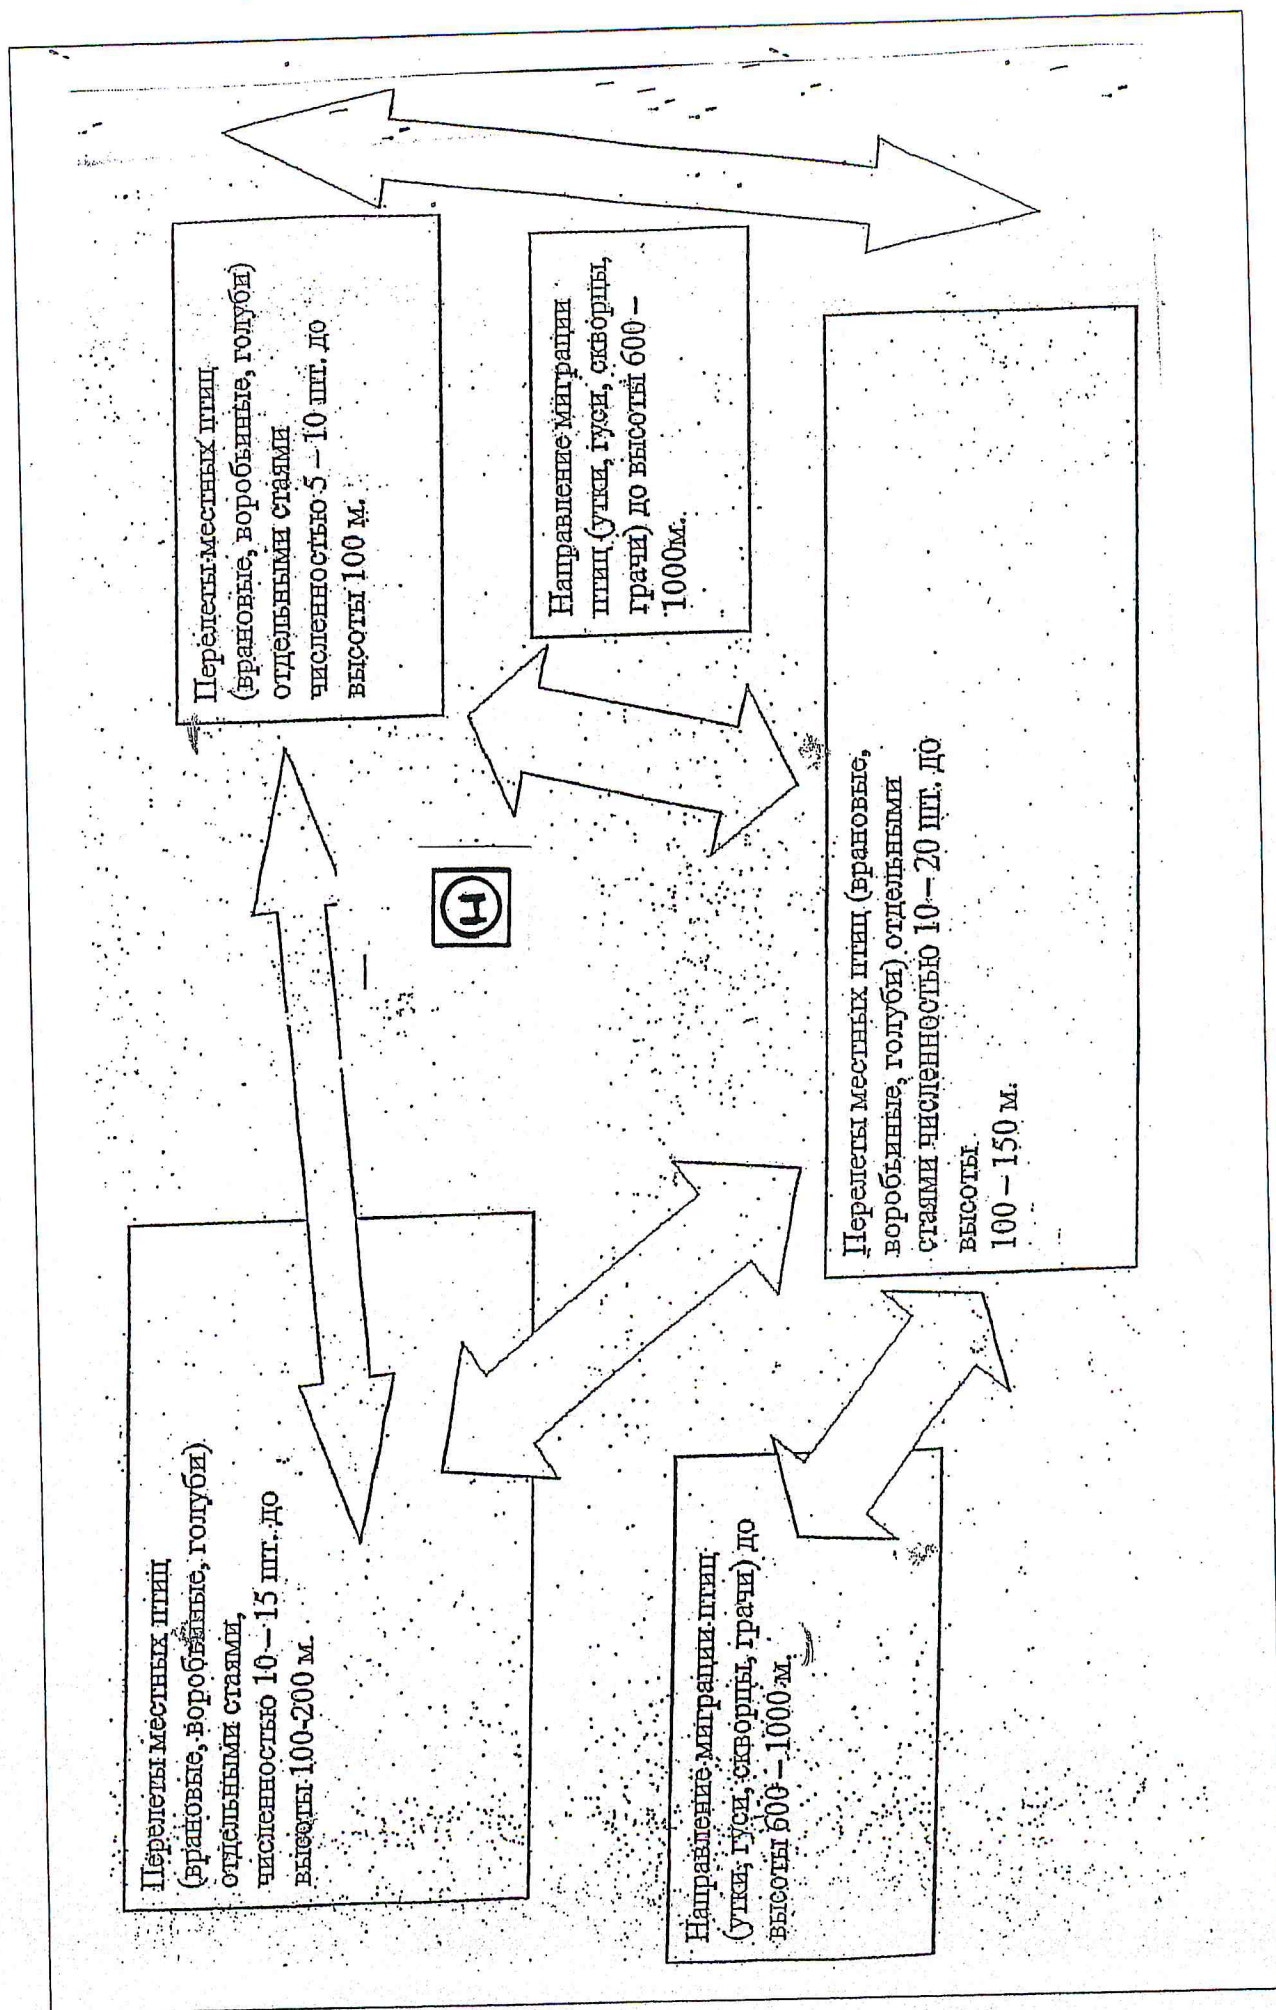 Перелеты местных птиц
(врановые, воробьиные, голуби)
отдельными стаями,
численностью 10 – 15 шт. до
высоты 100-200 м.
Перелеты местных птиц
(врановые, воробьиные, голуби)
отдельными стаями
численностью 5 – 10 шт. до
высоты 100 м.
H
Направление миграции
птиц (утки, гуси, скворцы,
грачи) до высоты 600 –
1000м.
Направление миграции птиц
(утки, гуси, скворцы, грачи) до
высоты 600 – 1000 м.
Перелеты местных птиц (врановые,
воробьиные, голуби) отдельными
стаями численностью 10 – 20 шт. до
высоты
100 – 150 м.